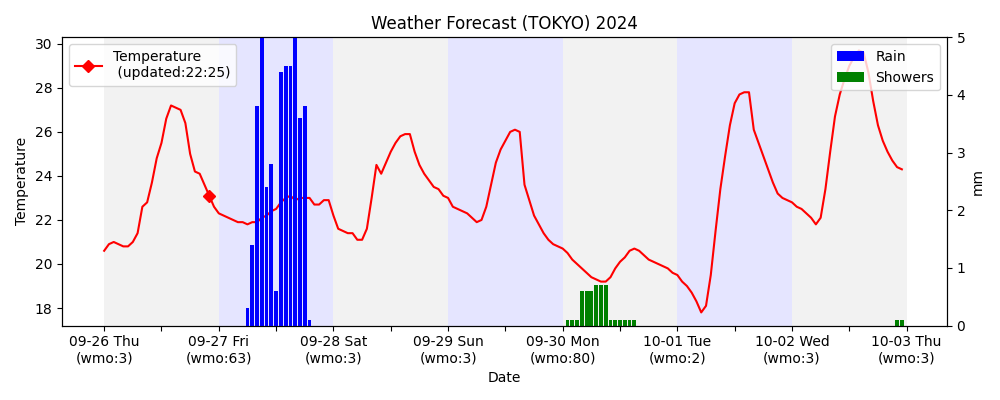 Weather Forecast (TOKYO) 2024
Temperature
(updated:22:25)
Rain
Showers
Temperature
30
28
26
24
22
20
18
5
4
3
2
1
0
mm
09-26 Thu
(wmo:3)
09-27 Fri
(wmo:63)
09-28 Sat
(wmo:3)
09-29 Sun
(wmo:3)
09-30 Mon
(wmo:80)
10-01 Tue
(wmo:2)
10-02 Wed
(wmo:3)
10-03 Thu
(wmo:3)
Date